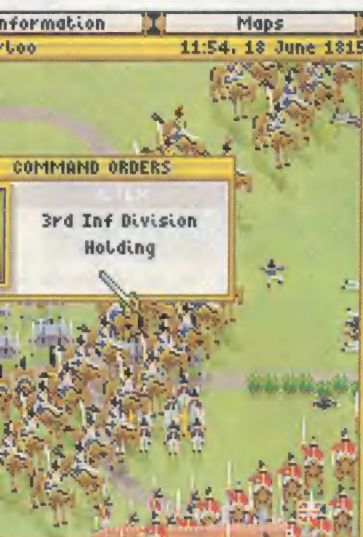 nformation Maps
rloo 11:54, 18 June 1815
COMMAND ORDERS
3rd Inf Division
Holding